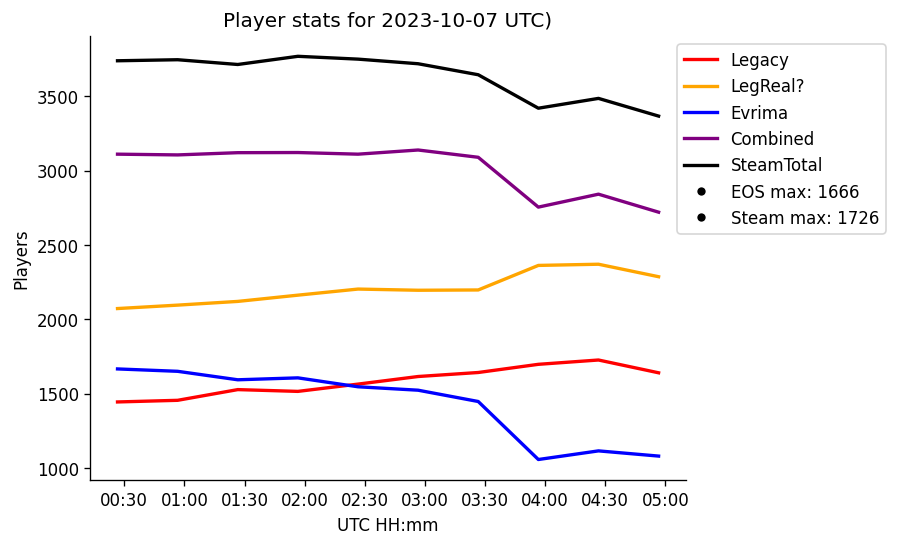 Player stats for 2023-10-07 UTC)
Legacy
LegReal?
Evrima
Combined
SteamTotal
EOS max: 1666
Steam max: 1726
Players
3500
3000
2500
2000
1500
1000
00:30 01:00 01:30 02:00 02:30 03:00 03:30 04:00 04:30 05:00
UTC HH:mm